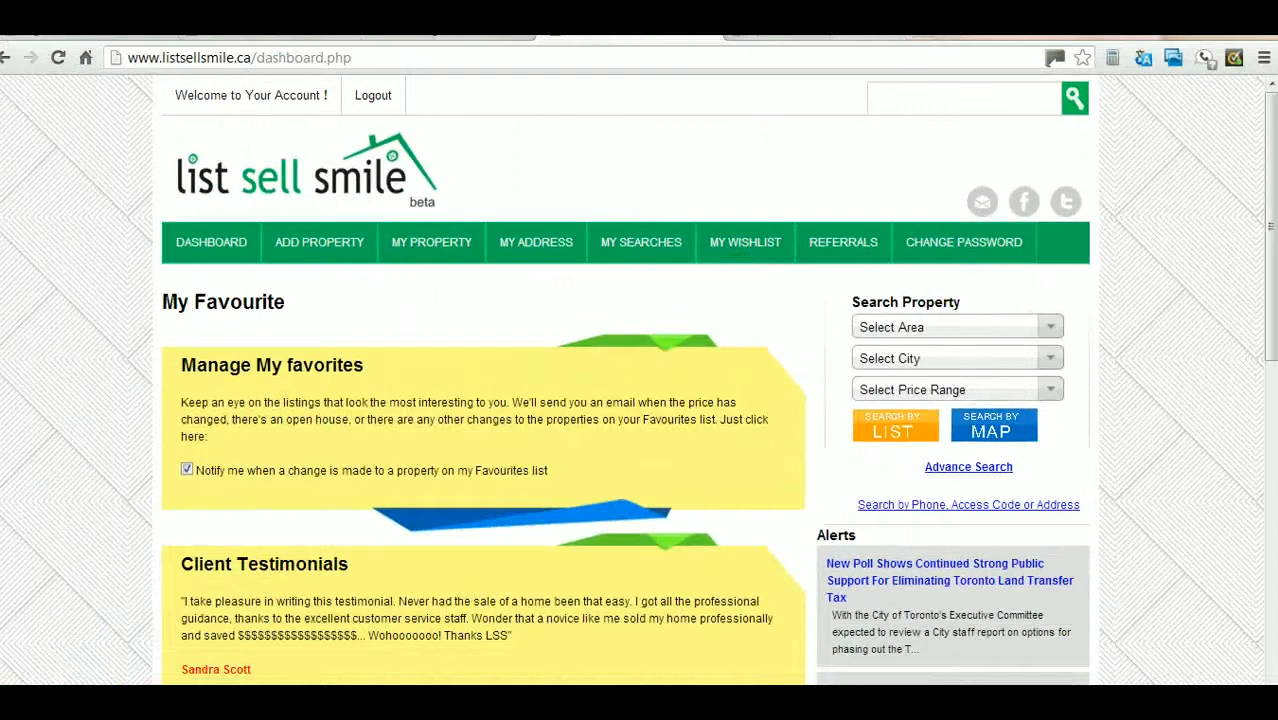 www.listsellsmile.ca/dashboard.php
Welcome to Your Account !
Logout
list sell smile
beta
DASHBOARD
ADD PROPERTY
MY PROPERTY
MY ADDRESS
MY SEARCHES
MY WISHLIST
REFERRALS
CHANGE PASSWORD
My Favourite
Manage My favorites
Keep an eye on the listings that look the most interesting to you. We'll send you an email when the price has
changed, there's an open house, or there are any other changes to the properties on your Favourites list. Just click
here:
Notify me when a change is made to a property on my Favourites list
Client Testimonials
"I take pleasure in writing this testimonial. Never had the sale of a home been that easy. I got all the professional
guidance, thanks to the excellent customer service staff. Wonder that a novice like me sold my home professionally
and saved $$$$$$$$$$$$$$$$$$... Wohooooooo! Thanks LSS"
Sandra Scott
Search Property
Select Area
Select City
Select Price Range
SEARCH BY
LIST
SEARCH BY
MAP
Advance Search
Search by Phone, Access Code or Address
Alerts
New Poll Shows Continued Strong Public
Support For Eliminating Toronto Land Transfer
Tax
With the City of Toronto's Executive Committee
expected to review a City staff report on options for
phasing out the T...